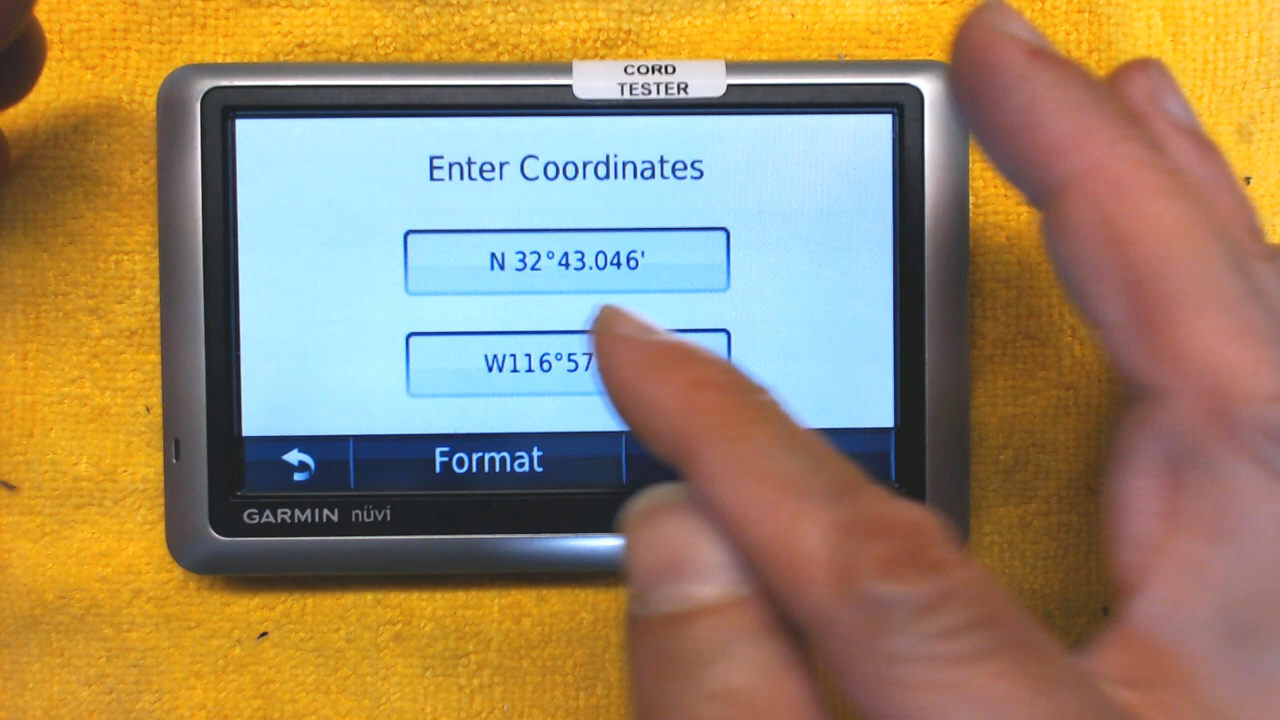 CORD
TESTER
Enter Coordinates
N 32°43.046'
W116°57
Format
GARMIN nüvi